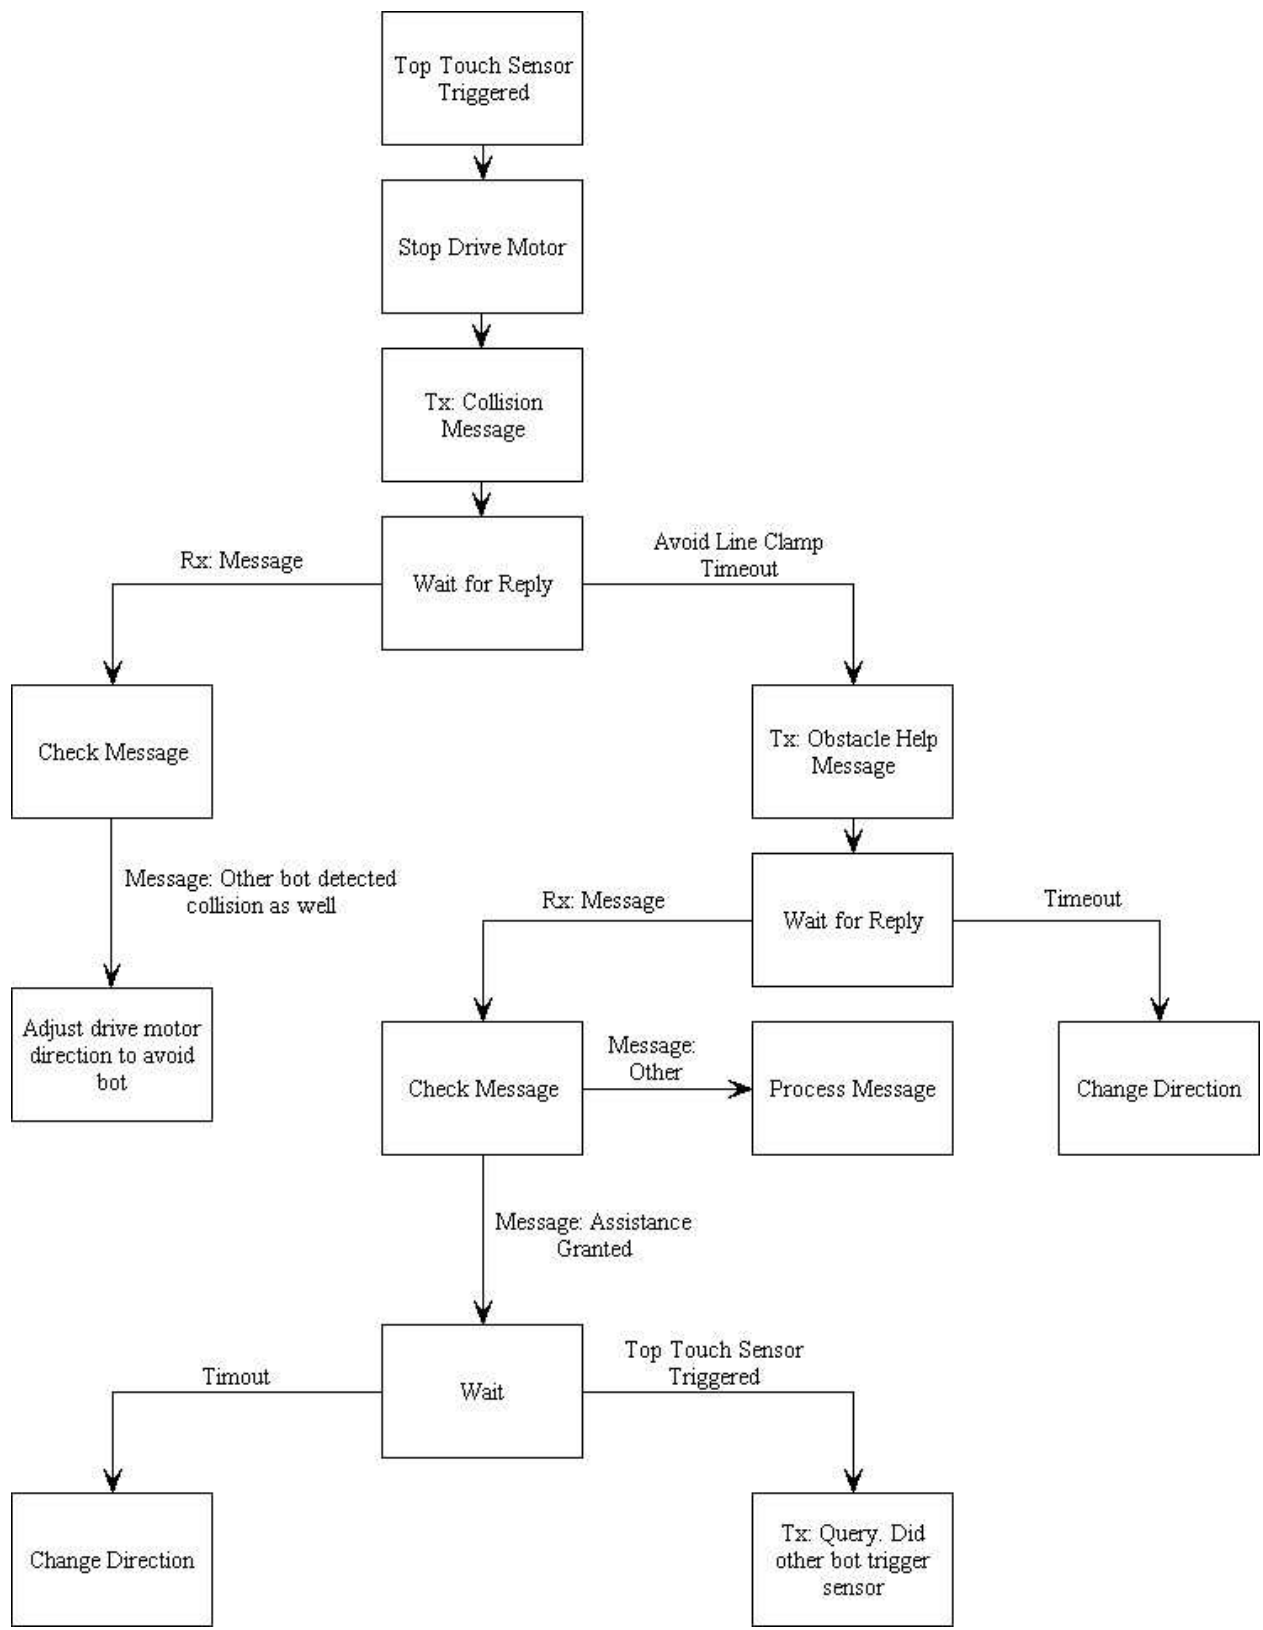 Top Touch Sensor
Triggered
Stop Drive Motor
Tx: Collision
Message
Rx: Message
Wait for Reply
Avoid Line Clamp
Timeout
Check Message
Tx: Obstacle Help
Message
Message: Other bot detected
collision as well
Rx: Message
Wait for Reply
Timeout
Adjust drive motor
direction to avoid
bot
Check Message
Message:
Other
Process Message
Change Direction
Message: Assistance
Granted
Timout
Wait
Top Touch Sensor
Triggered
Change Direction
Tx: Query. Did
other bot trigger
sensor